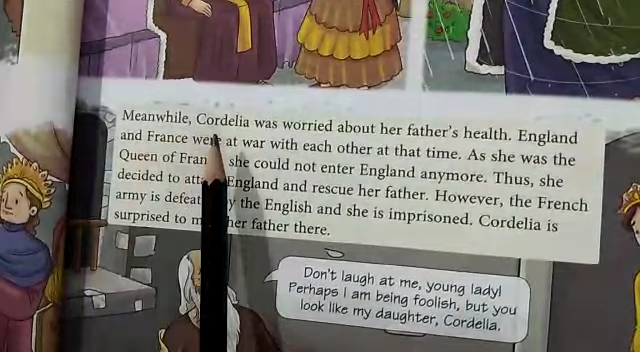 Meanwhile, Cordelia was worried about her father's health. England
and France were at war with each other at that time. As she was the
Queen of Fran she could not enter England anymore. Thus, she
decided to att England and rescue her father. However, the French
army is defeat by the English and she is imprisoned. Cordelia is
surprised to m her father there.
Don't laugh at me, young lady!
Perhaps I am being foolish, but you
look like my daughter, Cordelia.